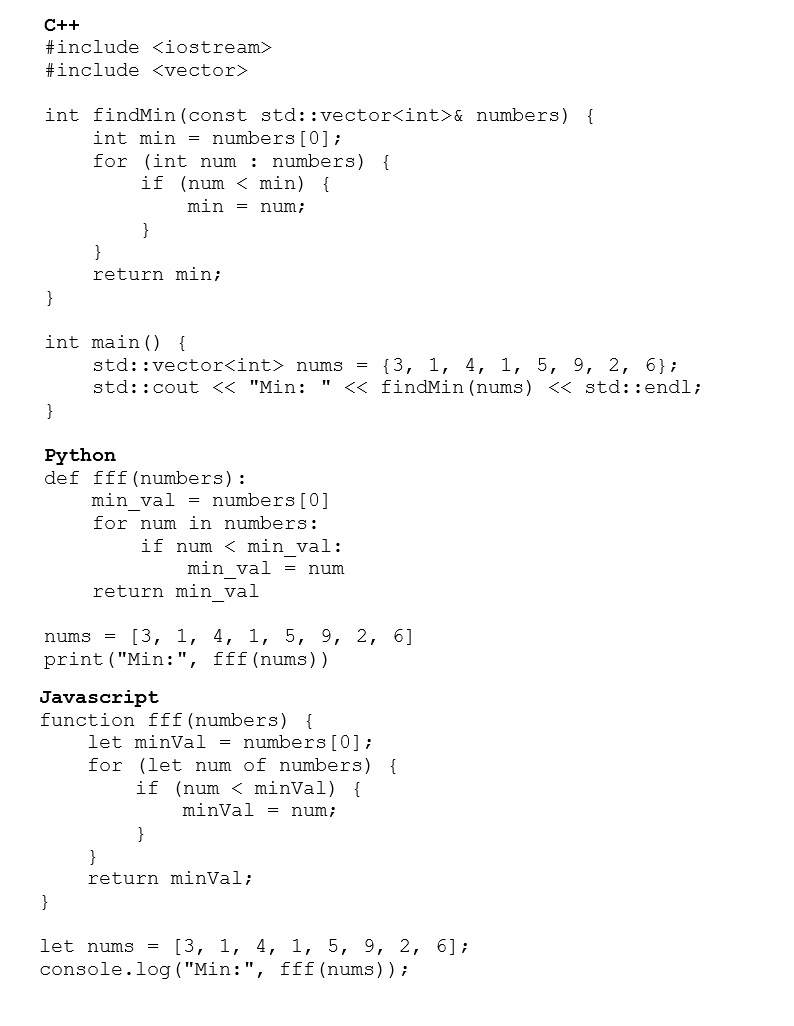 C++
#include <iostream>
#include <vector>
int findMin(const std::vector<int>& numbers) {
    int min = numbers[0];
    for (int num : numbers) {
        if (num < min) {
            min = num;
        }
    }
    return min;
}
int main() {
    std::vector<int> nums = {3, 1, 4, 1, 5, 9, 2, 6};
    std::cout << "Min: " << findMin(nums) << std::endl;
}
Python
def fff(numbers):
    min_val = numbers[0]
    for num in numbers:
        if num < min_val:
            min_val = num
    return min_val
nums = [3, 1, 4, 1, 5, 9, 2, 6]
print("Min:", fff(nums))
Javascript
function fff(numbers) {
    let minVal = numbers[0];
    for (let num of numbers) {
        if (num < minVal) {
            minVal = num;
        }
    }
    return minVal;
}
let nums = [3, 1, 4, 1, 5, 9, 2, 6];
console.log("Min:", fff(nums));